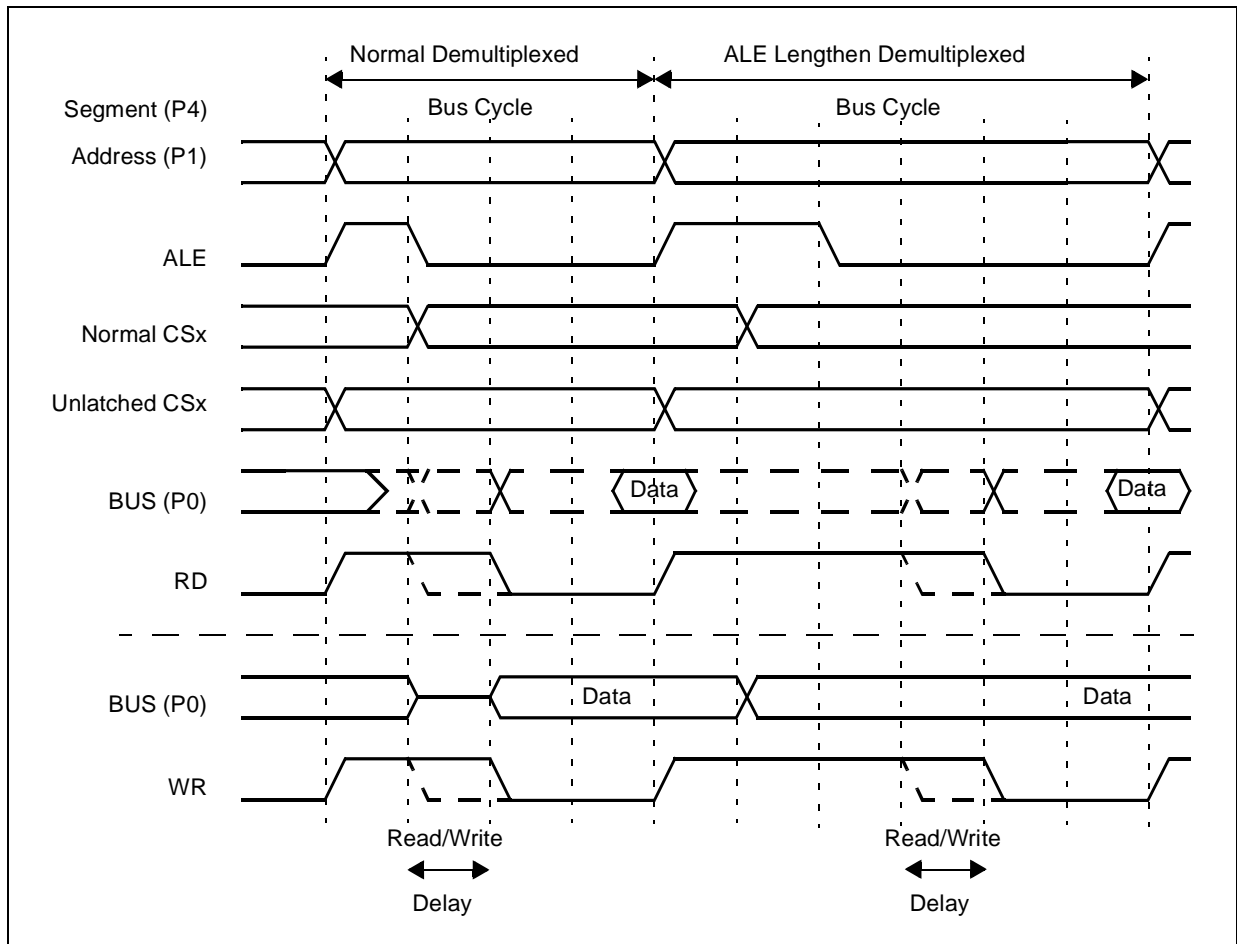 Normal Demultiplexed
ALE Lengthen Demultiplexed
Segment (P4)
Bus Cycle
Bus Cycle
Address (P1)
ALE
Normal CSx
Unlatched CSx
BUS (P0)
Data
Data
RD
BUS (P0)
Data
Data
WR
Read/Write
Read/Write
Delay
Delay